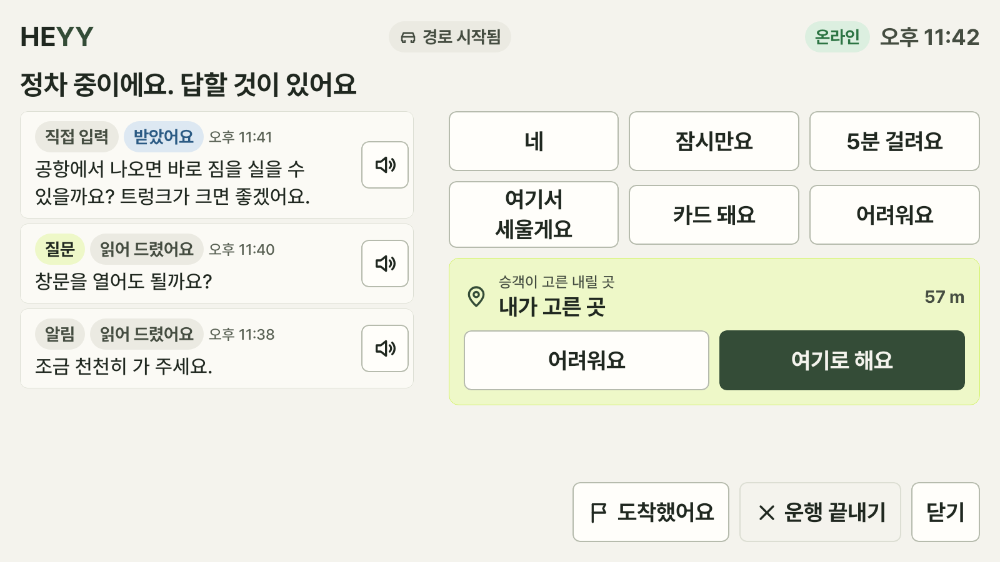 HEYY
경로 시작됨
온라인 오후 11:42
정차 중이에요. 답할 것이 있어요
직접 입력 받았어요 오후 11:41
공항에서 나오면 바로 짐을 실을 수
있을까요? 트렁크가 크면 좋겠어요.
질문 읽어 드렸어요 오후 11:40
창문을 열어도 될까요?
알림 읽어 드렸어요 오후 11:38
조금 천천히 가 주세요.
네
잠시만요
5분 걸려요
여기서
세울게요
카드 돼요
어려워요
승객이 고른 내릴 곳
내가 고른 곳
57 m
어려워요
여기로 해요
도착했어요
운행 끝내기
닫기